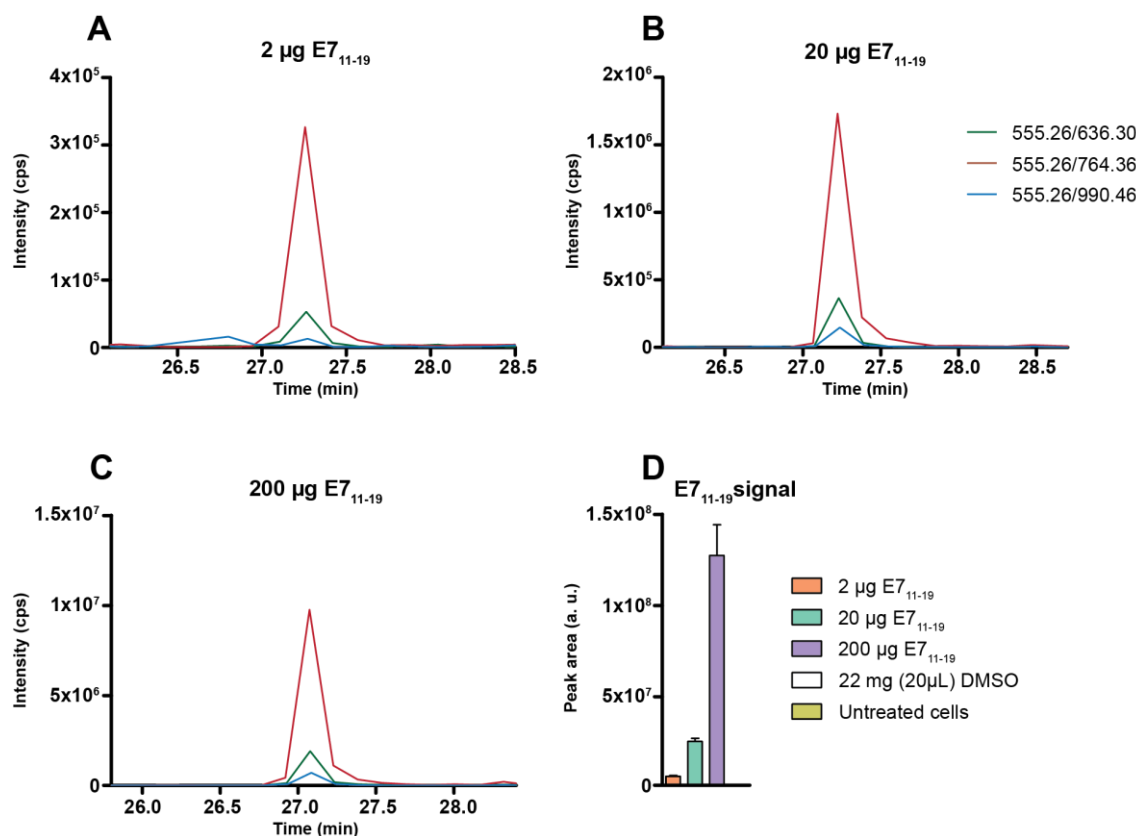 A
2 µg E7₁₁₋₁₉
4x10⁵
3x10⁵
2x10⁵
1x10⁵
0
Intensity (cps)
26.5 27.0 27.5 28.0 28.5
Time (min)
B
20 µg E7₁₁₋₁₉
2x10⁶
1.5x10⁶
1x10⁶
5x10⁵
0
Intensity (cps)
26.5 27.0 27.5 28.0 28.5
Time (min)
555.26/636.30
555.26/764.36
555.26/990.46
C
200 µg E7₁₁₋₁₉
1.5x10⁷
1x10⁷
5x10⁶
0
Intensity (cps)
26.0 26.5 27.0 27.5 28.0
Time (min)
D
E7₁₁₋₁₉signal
1.5x10⁸
1x10⁸
5x10⁷
0
Peak area (a. u.)
2 µg E7₁₁₋₁₉
20 µg E7₁₁₋₁₉
200 µg E7₁₁₋₁₉
22 mg (20µL) DMSO
Untreated cells